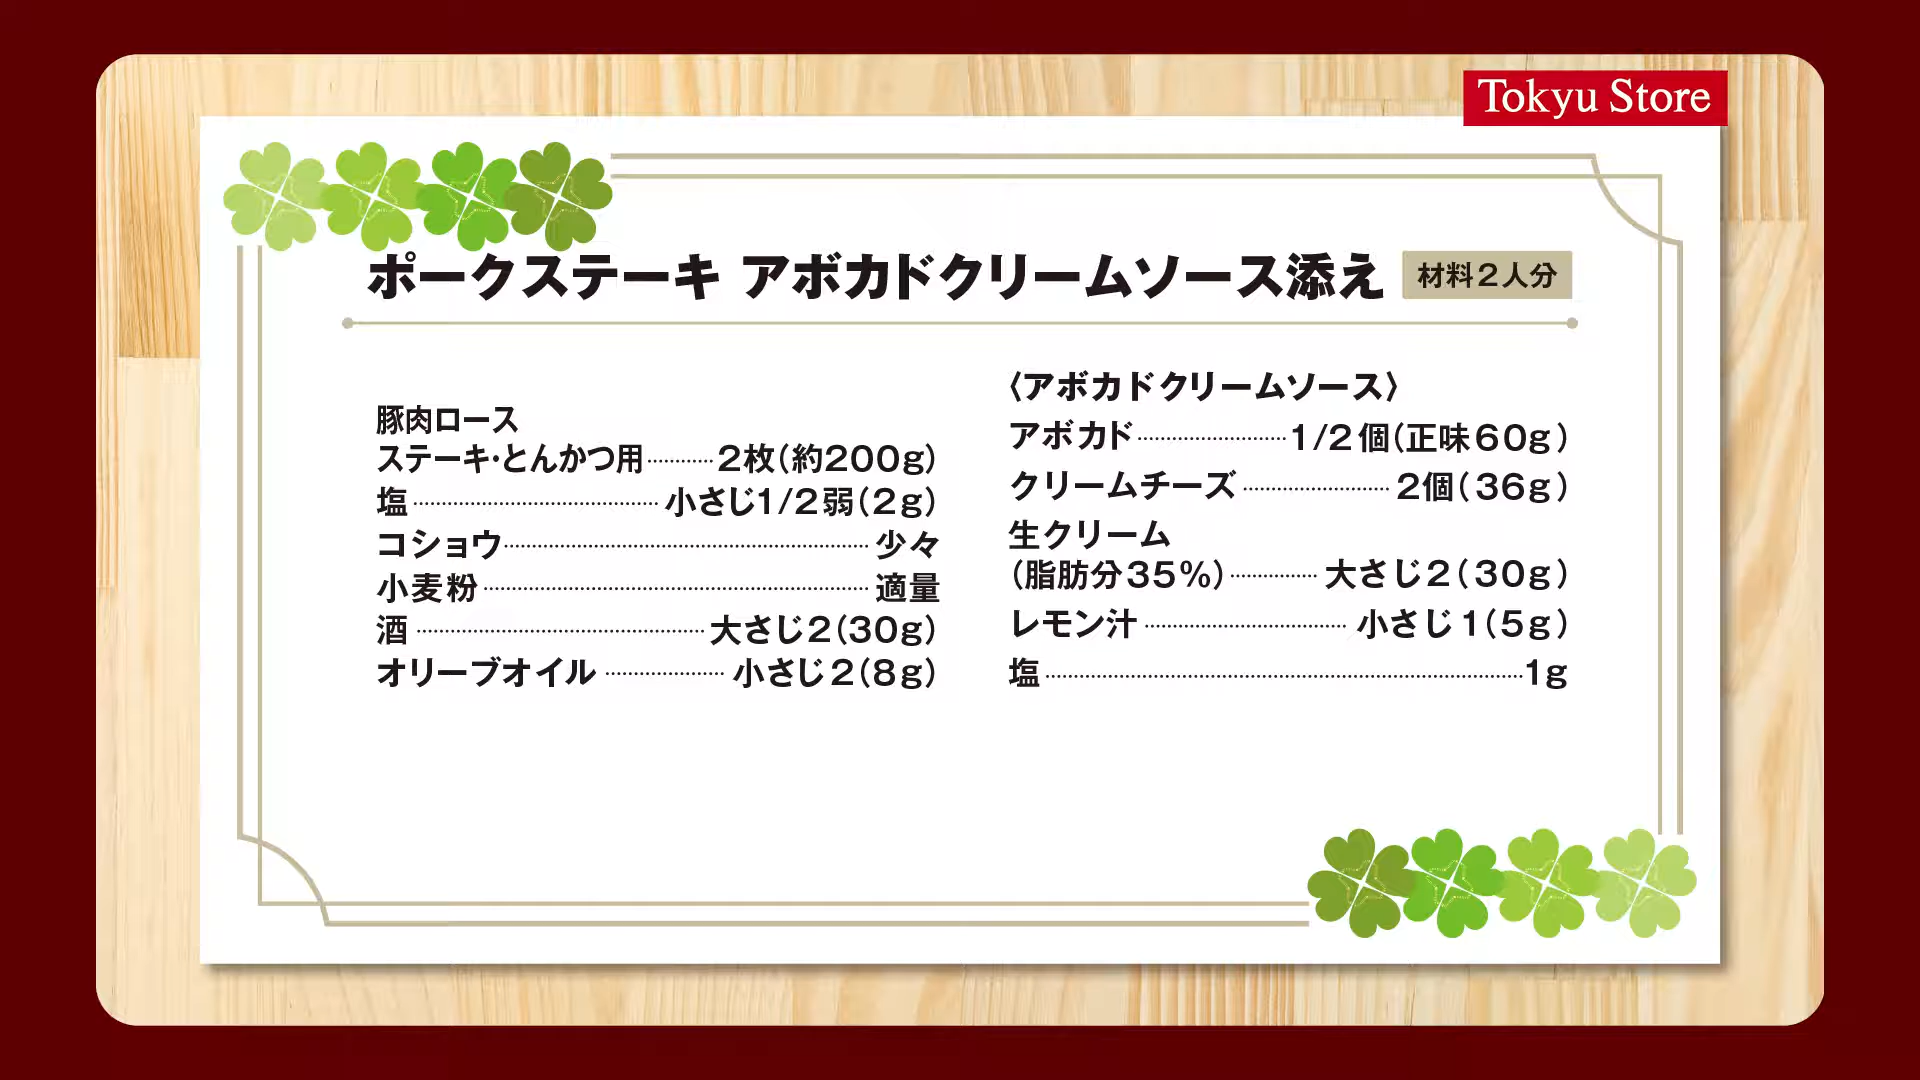 Tokyu Store
ポークステーキ アボカドクリームソース添え 材料2人分
豚肉ロース
ステーキ・とんかつ用 2枚(約200g)
塩 小さじ1/2弱(2g)
コショウ 少々
小麦粉 適量
酒 大さじ2(30g)
オリーブオイル 小さじ2(8g)
〈アボカドクリームソース〉
アボカド 1/2個(正味60g)
クリームチーズ 2個(36g)
生クリーム
(脂肪分35%) 大さじ2(30g)
レモン汁 小さじ1(5g)
塩 1g